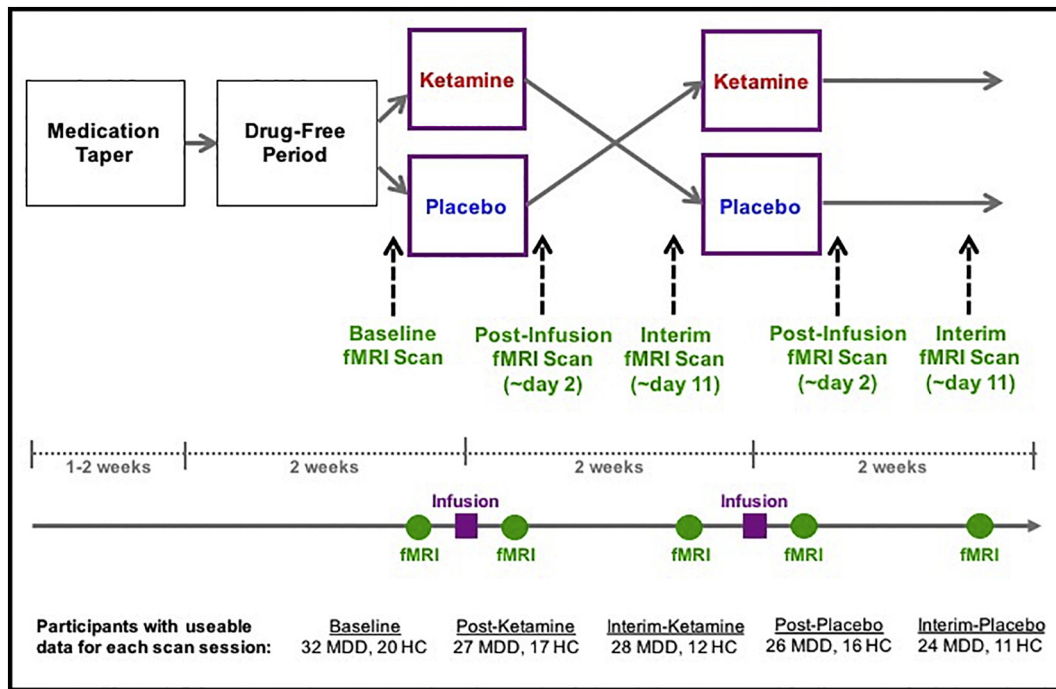 Ketamine
Ketamine
Medication
Taper
Drug-Free
Period
Placebo
Placebo
Baseline
fMRI Scan
Post-Infusion
fMRI Scan
(~day 2)
Interim
fMRI Scan
(~day 11)
Post-Infusion
fMRI Scan
(~day 2)
Interim
fMRI Scan
(~day 11)
1-2 weeks
2 weeks
2 weeks
2 weeks
Infusion
Infusion
fMRI
fMRI
fMRI
fMRI
fMRI
Participants with useable
data for each scan session:
Baseline
32 MDD, 20 HC
Post-Ketamine
27 MDD, 17 HC
Interim-Ketamine
28 MDD, 12 HC
Post-Placebo
26 MDD, 16 HC
Interim-Placebo
24 MDD, 11 HC